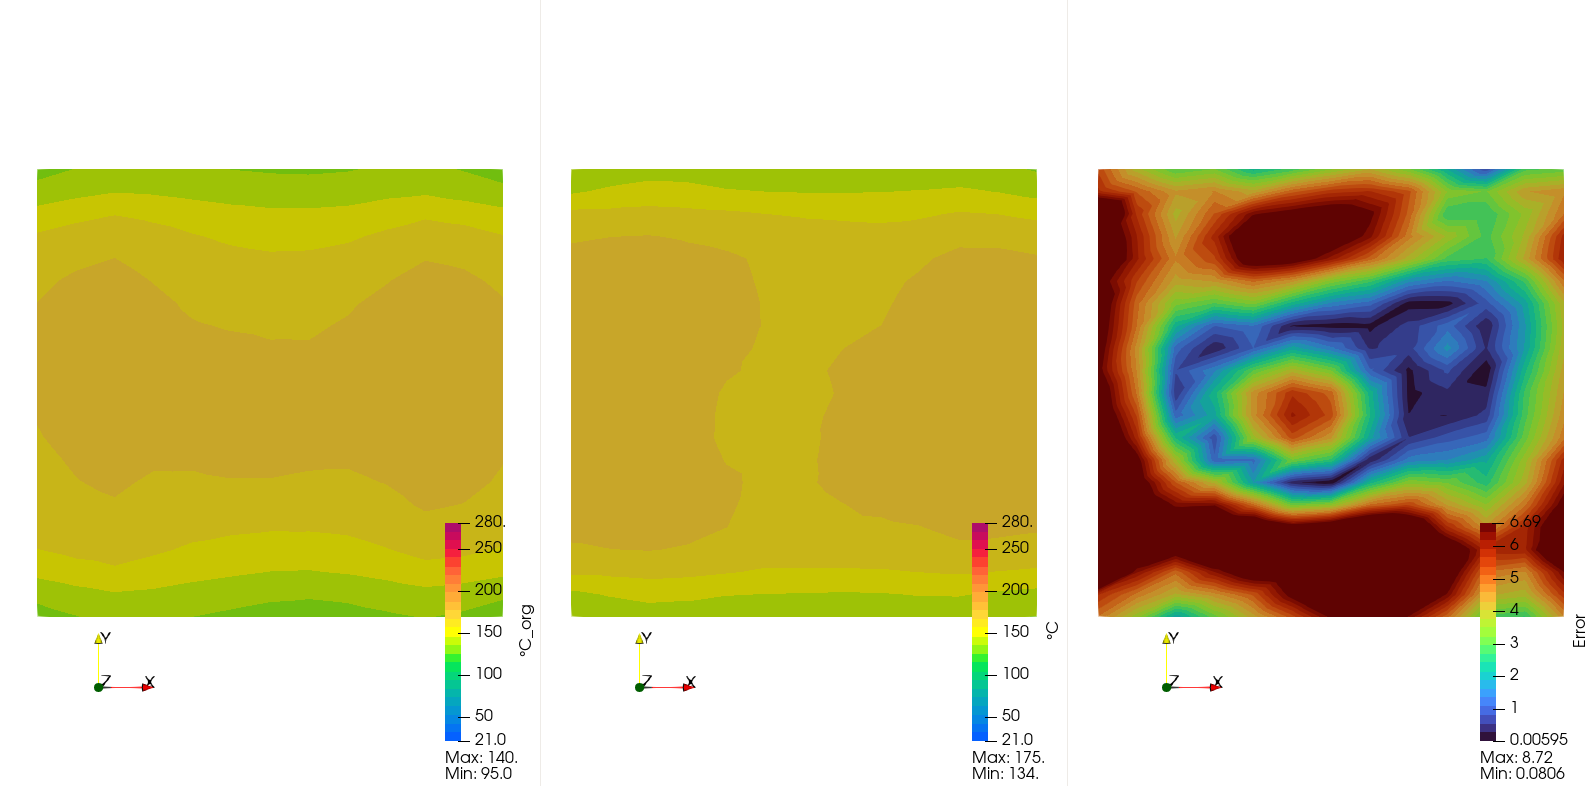 280.
250
200
150
100
50
21.0
°C_org
Max: 140.
Min: 95.0
Y
Z
X
280.
250
200
150
100
50
21.0
°C
Max: 175.
Min: 134.
Y
Z
X
6.69
6
5
4
3
2
1
0.00595
Error
Max: 8.72
Min: 0.0806
Y
Z
X